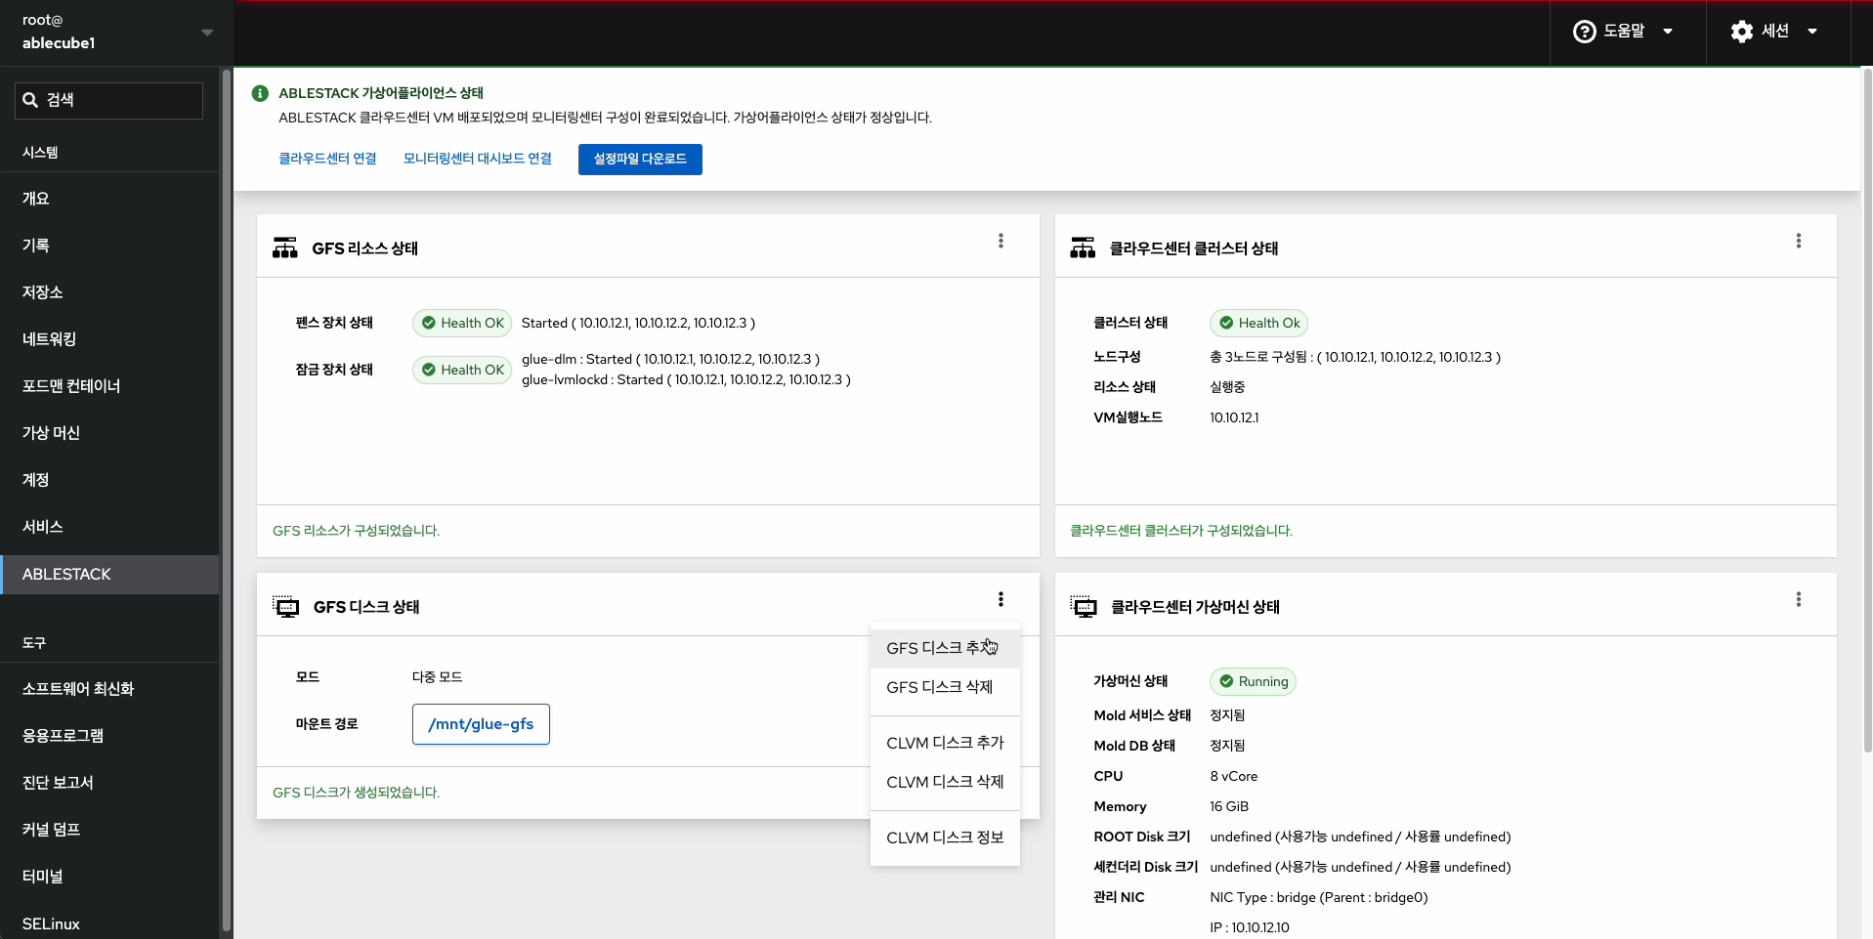 root@
ablecube1
도움말
세션
검색
시스템
개요
기록
저장소
네트워킹
포드맨 컨테이너
가상 머신
계정
서비스
ABLESTACK
도구
소프트웨어 최신화
응용프로그램
진단 보고서
커널 덤프
터미널
SELinux
ABLESTACK 가상어플라이언스 상태
ABLESTACK 클라우드센터 VM 배포되었으며 모니터링센터 구성이 완료되었습니다. 가상어플라이언스 상태가 정상입니다.
클라우드센터 연결
모니터링센터 대시보드 연결
설정파일 다운로드
GFS 리소스 상태
펜스 장치 상태
Health OK
Started ( 10.10.12.1, 10.10.12.2, 10.10.12.3 )
잠금 장치 상태
Health OK
glue-dlm : Started ( 10.10.12.1, 10.10.12.2, 10.10.12.3 )
glue-lvmlockd : Started ( 10.10.12.1, 10.10.12.2, 10.10.12.3 )
GFS 리소스가 구성되었습니다.
클라우드센터 클러스터 상태
클러스터 상태
Health Ok
노드구성
총 3노드로 구성됨 : ( 10.10.12.1, 10.10.12.2, 10.10.12.3 )
리소스 상태
실행중
VM실행노드
10.10.12.1
클라우드센터 클러스터가 구성되었습니다.
GFS 디스크 상태
모드
다중 모드
마운트 경로
/mnt/glue-gfs
GFS 디스크가 생성되었습니다.
GFS 디스크 추가
GFS 디스크 삭제
CLVM 디스크 추가
CLVM 디스크 삭제
CLVM 디스크 정보
클라우드센터 가상머신 상태
가상머신 상태
Running
Mold 서비스 상태
정지됨
Mold DB 상태
정지됨
CPU
8 vCore
Memory
16 GiB
ROOT Disk 크기
undefined (사용가능 undefined / 사용률 undefined)
세컨더리 Disk 크기
undefined (사용가능 undefined / 사용률 undefined)
관리 NIC
NIC Type : bridge (Parent : bridge0)
IP : 10.10.12.10